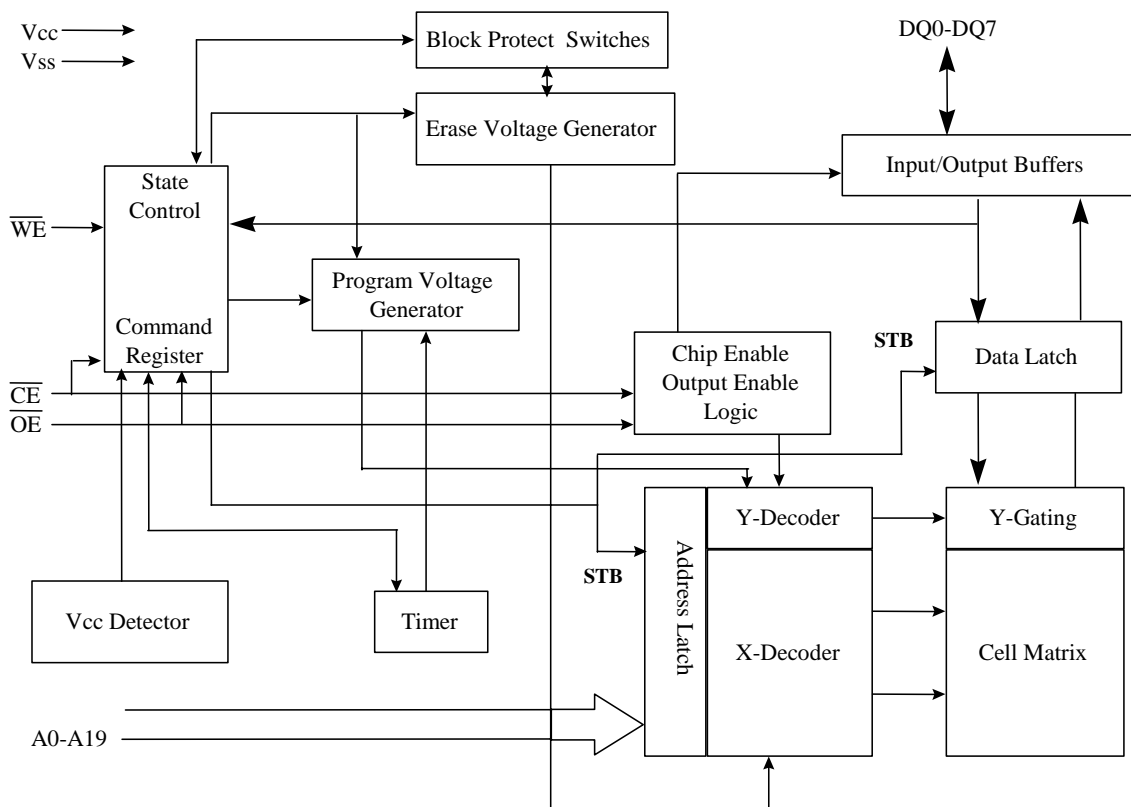 Vcc
Vss
Block Protect Switches
DQ0-DQ7
Erase Voltage Generator
Input/Output Buffers
State
Control
WE
Program Voltage
Generator
Command
Register
STB
Data Latch
Chip Enable
Output Enable
Logic
CE
OE
Y-Decoder
Y-Gating
Address Latch
STB
Vcc Detector
Timer
X-Decoder
Cell Matrix
A0-A19